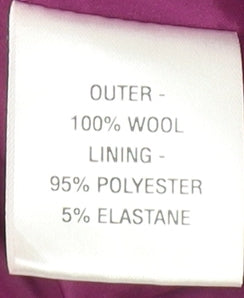 OUTER -
100% WOOL
LINING -
95% POLYESTER
5% ELASTANE